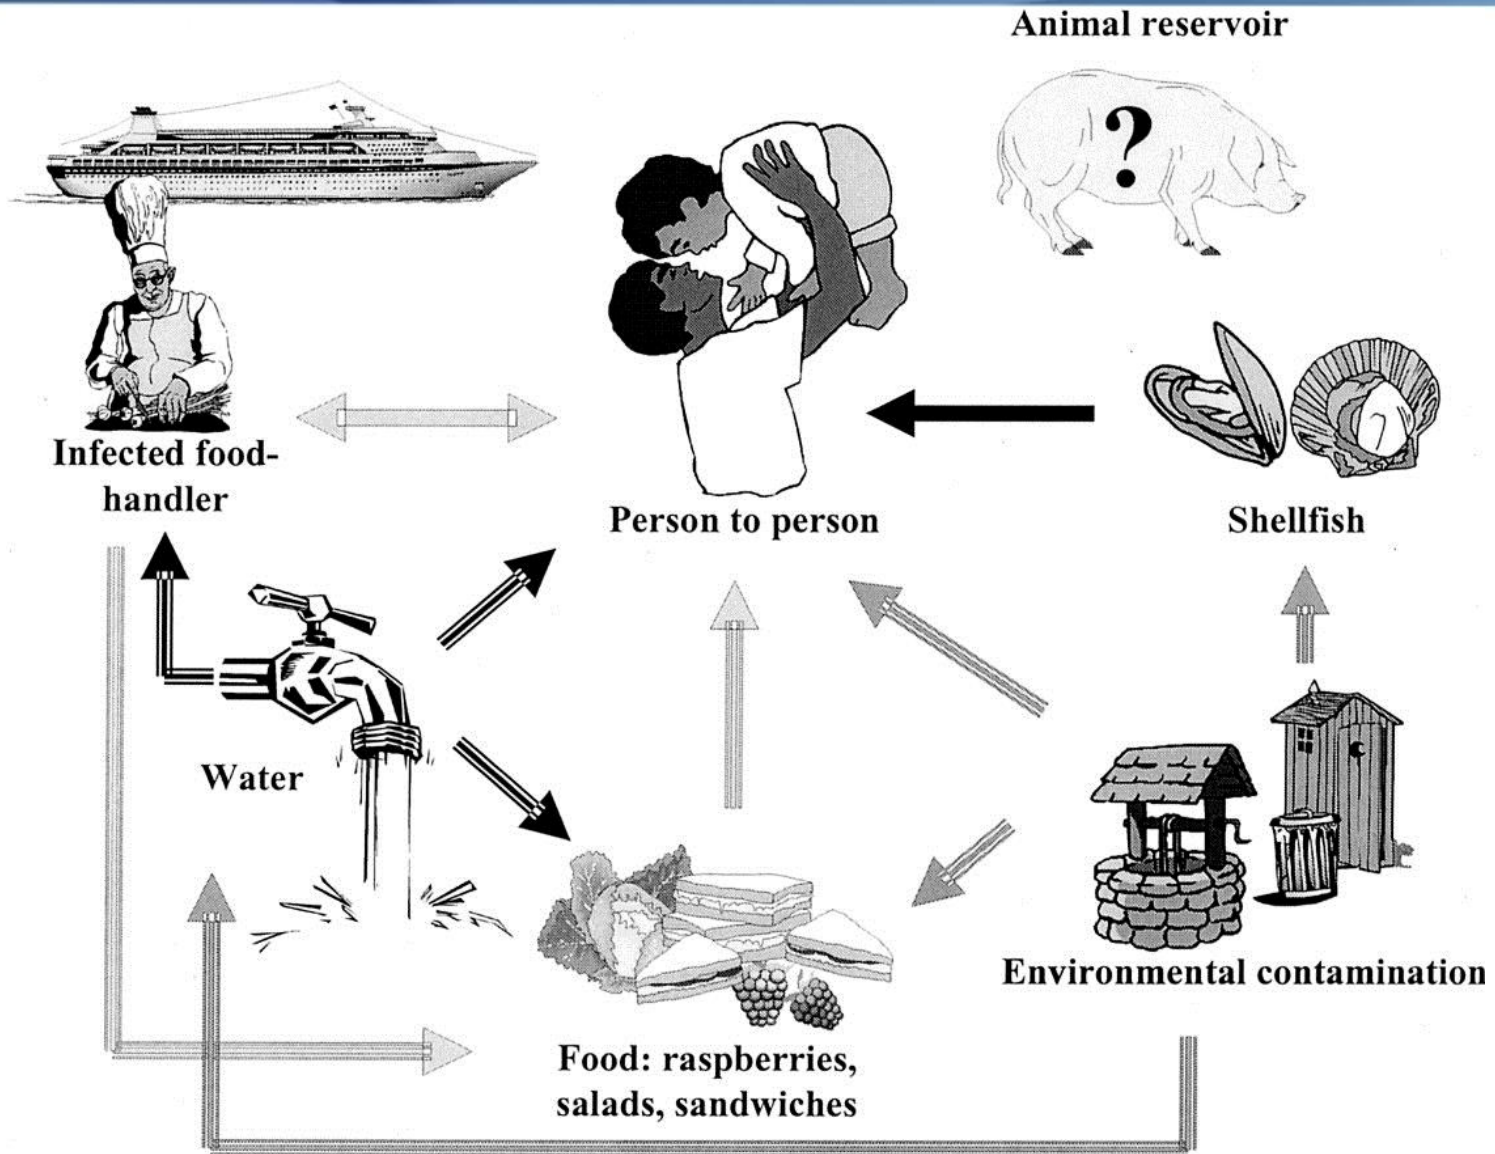 Animal reservoir
?
Infected food-
handler
Person to person
Shellfish
Water
Environmental contamination
Food: raspberries,
salads, sandwiches